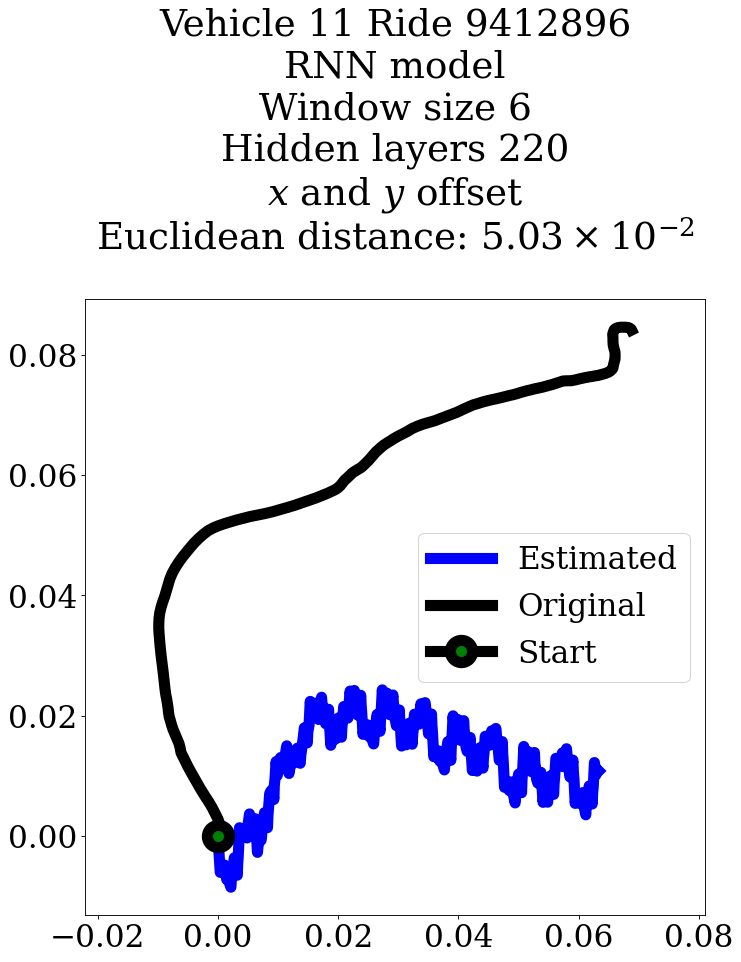 Vehicle 11 Ride 9412896
RNN model
Window size 6
Hidden layers 220
x and y offset
Euclidean distance: 5.03 × 10⁻²
0.08
0.06
0.04
0.02
0.00
Estimated
Original
Start
−0.02 0.00 0.02 0.04 0.06 0.08